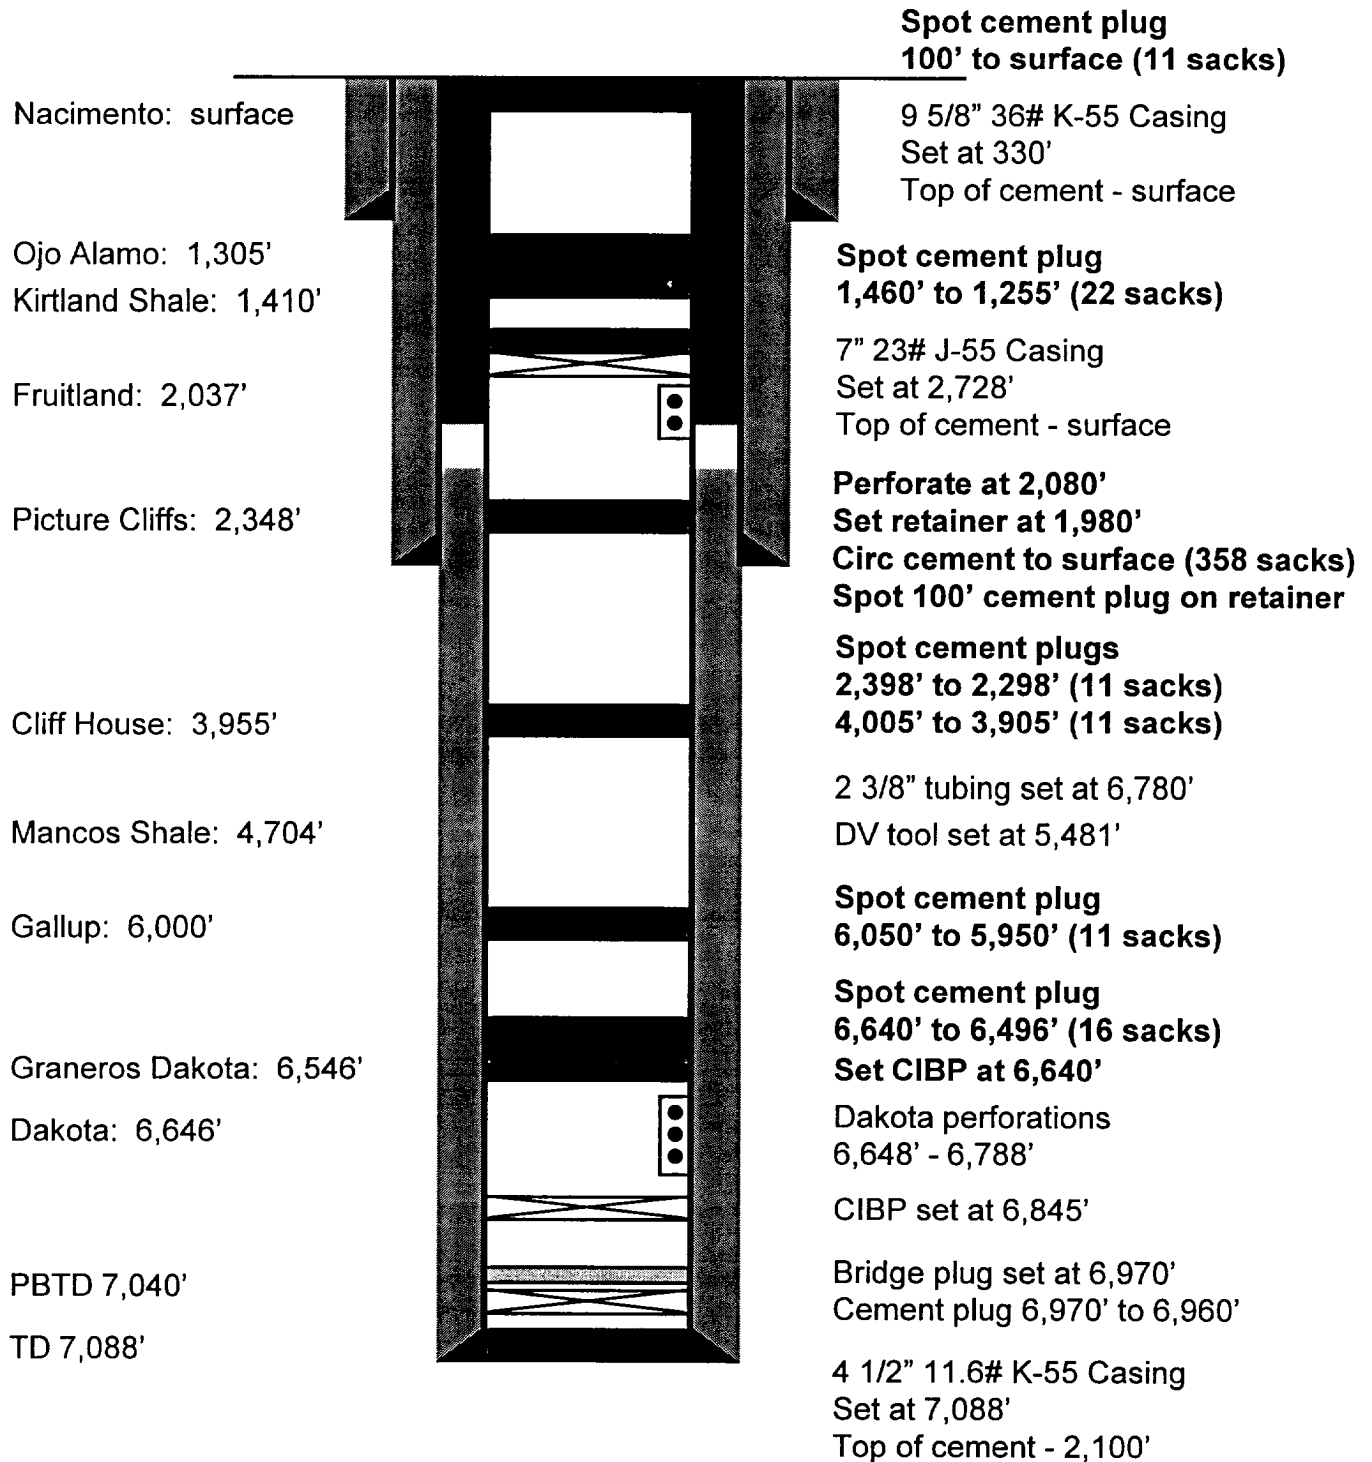 Spot cement plug
100' to surface (11 sacks)
Nacimento: surface
9 5/8" 36# K-55 Casing
Set at 330'
Top of cement - surface
Ojo Alamo: 1,305'
Kirtland Shale: 1,410'
Spot cement plug
1,460' to 1,255' (22 sacks)
7" 23# J-55 Casing
Set at 2,728'
Top of cement - surface
Fruitland: 2,037'
Perforate at 2,080'
Set retainer at 1,980'
Circ cement to surface (358 sacks)
Spot 100' cement plug on retainer
Picture Cliffs: 2,348'
Spot cement plugs
2,398' to 2,298' (11 sacks)
4,005' to 3,905' (11 sacks)
Cliff House: 3,955'
2 3/8" tubing set at 6,780'
DV tool set at 5,481'
Mancos Shale: 4,704'
Spot cement plug
6,050' to 5,950' (11 sacks)
Gallup: 6,000'
Spot cement plug
6,640' to 6,496' (16 sacks)
Set CIBP at 6,640'
Graneros Dakota: 6,546'
Dakota perforations
6,648' - 6,788'
Dakota: 6,646'
CIBP set at 6,845'
Bridge plug set at 6,970'
Cement plug 6,970' to 6,960'
PBTD 7,040'
TD 7,088'
4 1/2" 11.6# K-55 Casing
Set at 7,088'
Top of cement - 2,100'